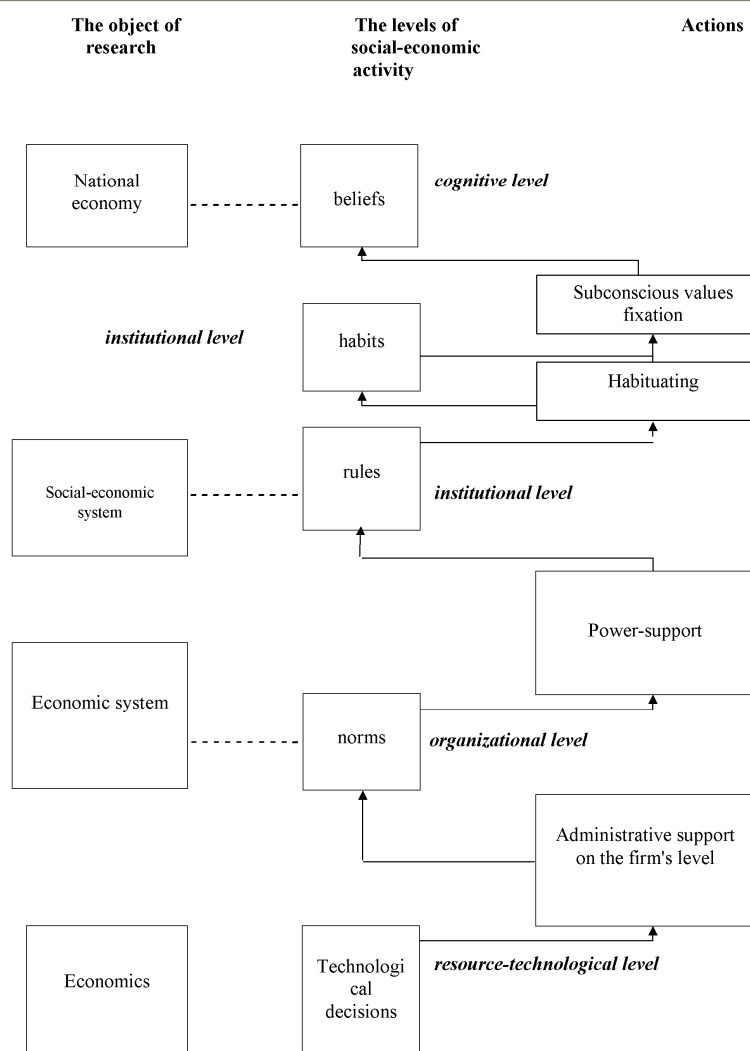 The object of
research
The levels of
social-economic
activity
Actions
National
economy
beliefs
cognitive level
Subconscious values
fixation
institutional level
habits
Habituating
Social-economic
system
rules
institutional level
Power-support
Economic system
norms
organizational level
Administrative support
on the firm's level
Economics
Technologi
cal
decisions
resource-technological level